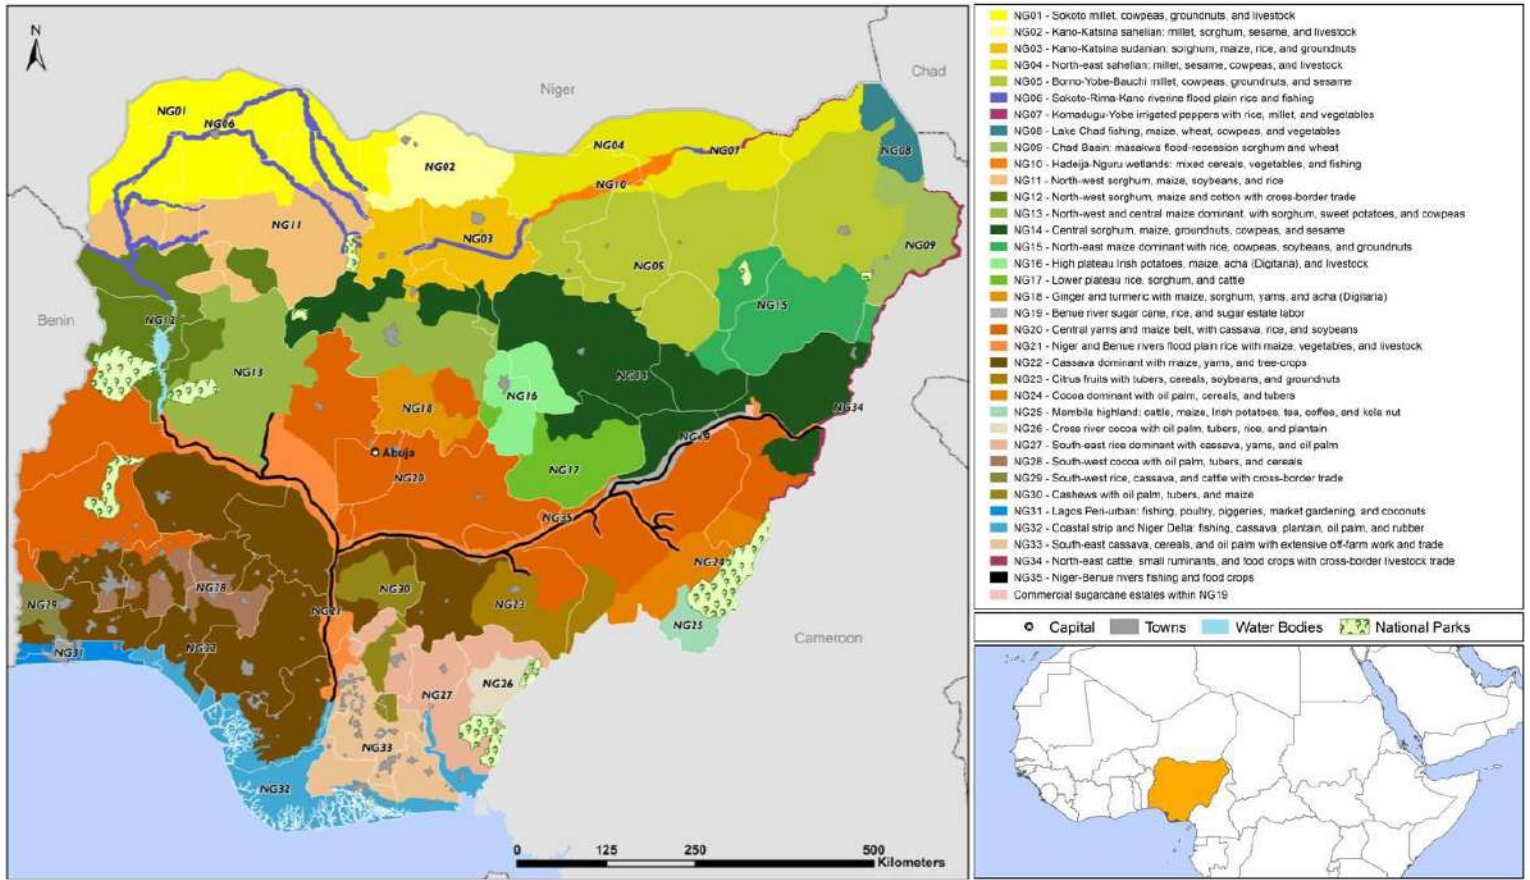 N
Niger
Chad
Benin
Cameroon
NG01
NG06
NG02
NG04
NG07
NG08
NG10
NG11
NG03
NG09
NG05
NG12
NG15
NG13
NG14
NG16
NG18
NG34
NG19
Abuja
NG17
NG20
NG35
NG24
NG28
NG30
NG29
NG21
NG23
NG25
NG31
NG22
NG26
NG27
NG33
NG32
0 125 250 500
Kilometers
NG01 - Sokoto millet, cowpeas, groundnuts, and livestock
NG02 - Kano-Katsina sahelian: millet, sorghum, sesame, and livestock
NG03 - Kano-Katsina sudanian: sorghum, maize, rice, and groundnuts
NG04 - North-east sahelian: millet, sesame, cowpeas, and livestock
NG05 - Borno-Yobe-Bauchi millet, cowpeas, groundnuts, and sesame
NG06 - Sokoto-Rima-Kano riverine flood plain rice and fishing
NG07 - Komadugu-Yobe irrigated peppers with rice, millet, and vegetables
NG08 - Lake Chad fishing, maize, wheat, cowpeas, and vegetables
NG09 - Chad Basin: masakwa flood-recession sorghum and wheat
NG10 - Hadeija-Nguru wetlands: mixed cereals, vegetables, and fishing
NG11 - North-west sorghum, maize, soybeans, and rice
NG12 - North-west sorghum, maize and cotton with cross-border trade
NG13 - North-west and central maize dominant, with sorghum, sweet potatoes, and cowpeas
NG14 - Central sorghum, maize, groundnuts, cowpeas, and sesame
NG15 - North-east maize dominant with rice, cowpeas, soybeans, and groundnuts
NG16 - High plateau Irish potatoes, maize, acha (Digitaria), and livestock
NG17 - Lower plateau rice, sorghum, and cattle
NG18 - Ginger and turmeric with maize, sorghum, yams, and acha (Digitaria)
NG19 - Benue river sugar cane, rice, and sugar estate labor
NG20 - Central yams and maize belt, with cassava, rice, and soybeans
NG21 - Niger and Benue rivers flood plain rice with maize, vegetables, and livestock
NG22 - Cassava dominant with maize, yams, and tree-crops
NG23 - Citrus fruits with tubers, cereals, soybeans, and groundnuts
NG24 - Cocoa dominant with oil palm, cereals, and tubers
NG25 - Mambila highland: cattle, maize, Irish potatoes, tea, coffee, and kola nut
NG26 - Cross river cocoa with oil palm, tubers, rice, and plantain
NG27 - South-east rice dominant with cassava, yams, and oil palm
NG28 - South-west cocoa with oil palm, tubers, and cereals
NG29 - South-west rice, cassava, and cattle with cross-border trade
NG30 - Cashews with oil palm, tubers, and maize
NG31 - Lagos Peri-urban: fishing, poultry, piggeries, market gardening, and coconuts
NG32 - Coastal strip and Niger Delta: fishing, cassava, plantain, oil palm, and rubber
NG33 - South-east cassava, cereals, and oil palm with extensive off-farm work and trade
NG34 - North-east cattle, small ruminants, and food crops with cross-border livestock trade
NG35 - Niger-Benue rivers fishing and food crops
Commercial sugarcane estates within NG19
Capital Towns Water Bodies National Parks